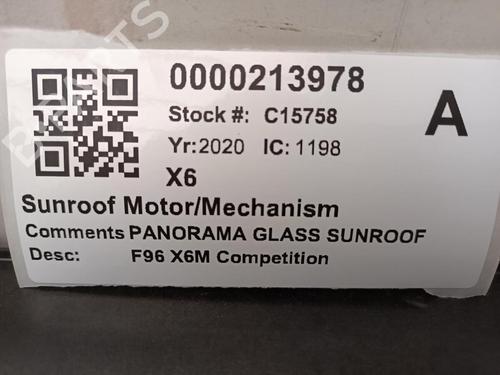 0000213978
Stock #: C15758
A
Yr:2020 IC: 1198
X6
Sunroof Motor/Mechanism
Comments PANORAMA GLASS SUNROOF
Desc: F96 X6M Competition